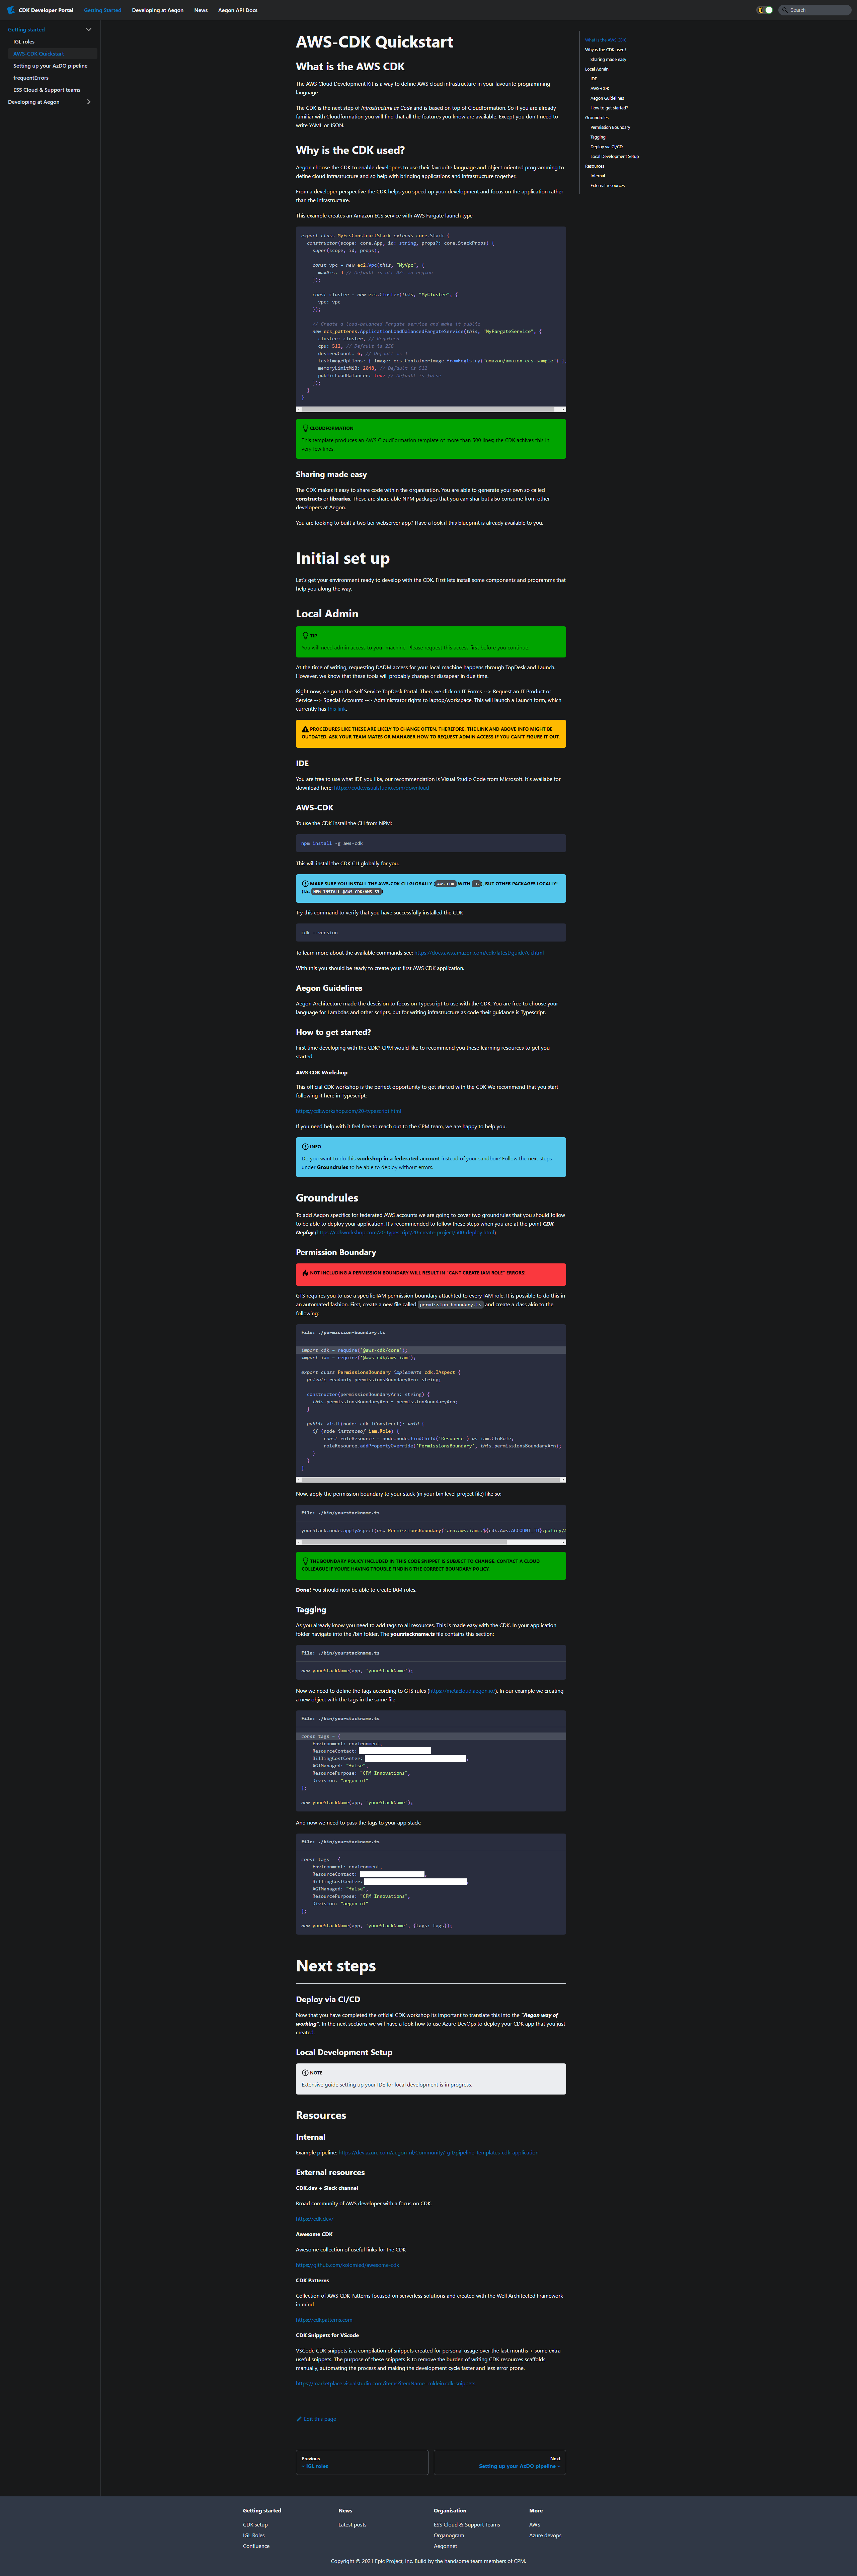 CDK Developer Portal
Getting Started
Developing at Aegon
News
Aegon API Docs
Search
Getting started
IGL roles
AWS-CDK Quickstart
Setting up your AzDO pipeline
frequentErrors
ESS Cloud & Support teams
Developing at Aegon
AWS-CDK Quickstart
What is the AWS CDK
The AWS Cloud Development Kit is a way to define AWS cloud infrastructure in your favourite programming
language.
The CDK is the next step of Infrastructure as Code and is based on top of Cloudformation. So if you are already
familiar with Cloudformation you will find that all the features you know are available. Except you don't need to
write YAML or JSON.
Why is the CDK used?
Aegon choose the CDK to enable developers to use their favourite language and object oriented programming to
define cloud infrastructure and so help with bringing applications and infrastructure together.
From a developer perspective the CDK helps you speed up your development and focus on the application rather
than the infrastructure.
This example creates an Amazon ECS service with AWS Fargate launch type
export class MyEcsConstructStack extends core.Stack {
constructor(scope: core.App, id: string, props?: core.StackProps) {
super(scope, id, props);
const vpc = new ec2.Vpc(this, "MyVpc", {
maxAzs: 3 // Default is all AZs in region
});
const cluster = new ecs.Cluster(this, "MyCluster", {
vpc: vpc
});
// Create a load-balanced Fargate service and make it public
new ecs_patterns.ApplicationLoadBalancedFargateService(this, "MyFargateService", {
cluster: cluster, // Required
cpu: 512, // Default is 256
desiredCount: 6, // Default is 1
taskImageOptions: { image: ecs.ContainerImage.fromRegistry("amazon/amazon-ecs-sample") },
memoryLimitMiB: 2048, // Default is 512
publicLoadBalancer: true // Default is false
});
}
}
CLOUDFORMATION
This template produces an AWS CloudFormation template of more than 500 lines; the CDK achives this in
very few lines.
Sharing made easy
The CDK makes it easy to share code within the organisation. You are able to generate your own so called
constructs or libraries. These are share able NPM packages that you can shar but also consume from other
developers at Aegon.
You are looking to built a two tier webserver app? Have a look if this blueprint is already available to you.
Initial set up
Let's get your environment ready to develop with the CDK. First lets install some components and programms that
help you along the way.
Local Admin
TIP
You will need admin access to your machine. Please request this access first before you continue.
At the time of writing, requesting DADM access for your local machine happens through TopDesk and Launch.
However, we know that these tools will probably change or dissapear in due time.
Right now, we go to the Self Service TopDesk Portal. Then, we click on IT Forms --> Request an IT Product or
Service --> Special Accounts --> Administrator rights to laptop/workspace. This will launch a Launch form, which
currently has this link.
PROCEDURES LIKE THESE ARE LIKELY TO CHANGE OFTEN. THEREFORE, THE LINK AND ABOVE INFO MIGHT BE
OUTDATED. ASK YOUR TEAM MATES OR MANAGER HOW TO REQUEST ADMIN ACCESS IF YOU CAN'T FIGURE IT OUT.
IDE
You are free to use what IDE you like, our recommendation is Visual Studio Code from Microsoft. It's availabe for
download here: https://code.visualstudio.com/download
AWS-CDK
To use the CDK install the CLI from NPM:
npm install -g aws-cdk
This will install the CDK CLI globally for you.
MAKE SURE YOU INSTALL THE AWS-CDK CLI GLOBALLY (AWS-CDK WITH -G), BUT OTHER PACKAGES LOCALLY!
(I.E. NPM INSTALL @AWS-CDK/AWS-S3)
Try this command to verify that you have successfully installed the CDK
cdk --version
To learn more about the available commands see: https://docs.aws.amazon.com/cdk/latest/guide/cli.html
With this you should be ready to create your first AWS CDK application.
Aegon Guidelines
Aegon Architecture made the descision to focus on Typescript to use with the CDK. You are free to choose your
language for Lambdas and other scripts, but for writing infrastructure as code their guidance is Typescript.
How to get started?
First time developing with the CDK? CPM would like to recommend you these learning resources to get you
started.
AWS CDK Workshop
This official CDK workshop is the perfect opportunity to get started with the CDK We recommend that you start
following it here in Typescript:
https://cdkworkshop.com/20-typescript.html
If you need help with it feel free to reach out to the CPM team, we are happy to help you.
INFO
Do you want to do this workshop in a federated account instead of your sandbox? Follow the next steps
under Groundrules to be able to deploy without errors.
Groundrules
To add Aegon specifics for federated AWS accounts we are going to cover two groundrules that you should follow
to be able to deploy your application. It's recommended to follow these steps when you are at the point CDK
Deploy (https://cdkworkshop.com/20-typescript/20-create-project/500-deploy.html)
Permission Boundary
NOT INCLUDING A PERMISSION BOUNDARY WILL RESULT IN "CANT CREATE IAM ROLE" ERRORS!
GTS requires you to use a specific IAM permission boundary attachted to every IAM role. It is possible to do this in
an automated fashion. First, create a new file called permission-boundary.ts and create a class akin to the
following:
File: ./permission-boundary.ts
import cdk = require('@aws-cdk/core');
import iam = require('@aws-cdk/aws-iam');
export class PermissionsBoundary implements cdk.IAspect {
private readonly permissionsBoundaryArn: string;
constructor(permissionBoundaryArn: string) {
this.permissionsBoundaryArn = permissionBoundaryArn;
}
public visit(node: cdk.IConstruct): void {
if (node instanceof iam.Role) {
const roleResource = node.node.findChild('Resource') as iam.CfnRole;
roleResource.addPropertyOverride('PermissionsBoundary', this.permissionsBoundaryArn);
}
}
}
Now, apply the permission boundary to your stack (in your bin level project file) like so:
File: ./bin/yourstackname.ts
yourStack.node.applyAspect(new PermissionsBoundary(`arn:aws:iam::${cdk.Aws.ACCOUNT_ID}:policy/
THE BOUNDARY POLICY INCLUDED IN THIS CODE SNIPPET IS SUBJECT TO CHANGE. CONTACT A CLOUD
COLLEAGUE IF YOURE HAVING TROUBLE FINDING THE CORRECT BOUNDARY POLICY.
Done! You should now be able to create IAM roles.
Tagging
As you already know you need to add tags to all resources. This is made easy with the CDK. In your application
folder navigate into the /bin folder. The yourstackname.ts file contains this section:
File: ./bin/yourstackname.ts
new yourStackName(app, 'yourStackName');
Now we need to define the tags according to GTS rules (https://metacloud.aegon.io/). In our example we creating
a new object with the tags in the same file
File: ./bin/yourstackname.ts
const tags = {
Environment: environment,
ResourceContact:
BillingCostCenter: ,
AGTManaged: "false",
ResourcePurpose: "CPM Innovations",
Division: "aegon nl"
};
new yourStackName(app, 'yourStackName');
And now we need to pass the tags to your app stack:
File: ./bin/yourstackname.ts
const tags = {
Environment: environment,
ResourceContact: ,
BillingCostCenter: ,
AGTManaged: "false",
ResourcePurpose: "CPM Innovations",
Division: "aegon nl"
};
new yourStackName(app, 'yourStackName', {tags: tags});
Next steps
Deploy via CI/CD
Now that you have completed the official CDK workshop its important to translate this into the "Aegon way of
working". In the next sections we will have a look how to use Azure DevOps to deploy your CDK app that you just
created.
Local Development Setup
NOTE
Extensive guide setting up your IDE for local development is in progress.
Resources
Internal
Example pipeline: https://dev.azure.com/aegon-nl/Community/_git/pipeline_templates-cdk-application
External resources
CDK.dev + Slack channel
Broad community of AWS developer with a focus on CDK.
https://cdk.dev/
Awesome CDK
Awesome collection of useful links for the CDK
https://github.com/kolomied/awesome-cdk
CDK Patterns
Collection of AWS CDK Patterns focused on serverless solutions and created with the Well Architected Framework
in mind
https://cdkpatterns.com
CDK Snippets for VScode
VSCode CDK snippets is a compilation of snippets created for personal usage over the last months + some extra
useful snippets. The purpose of these snippets is to remove the burden of writing CDK resources scaffolds
manually, automating the process and making the development cycle faster and less error prone.
https://marketplace.visualstudio.com/items?itemName=mklein.cdk-snippets
Edit this page
Previous
« IGL roles
Next
Setting up your AzDO pipeline »
What is the AWS CDK
Why is the CDK used?
Sharing made easy
Local Admin
IDE
AWS-CDK
Aegon Guidelines
How to get started?
Groundrules
Permission Boundary
Tagging
Deploy via CI/CD
Local Development Setup
Resources
Internal
External resources
Getting started
CDK setup
IGL Roles
Confluence
News
Latest posts
Organisation
ESS Cloud & Support Teams
Organogram
Aegonnet
More
AWS
Azure devops
Copyright © 2021 Epic Project, Inc. Build by the handsome team members of CPM.